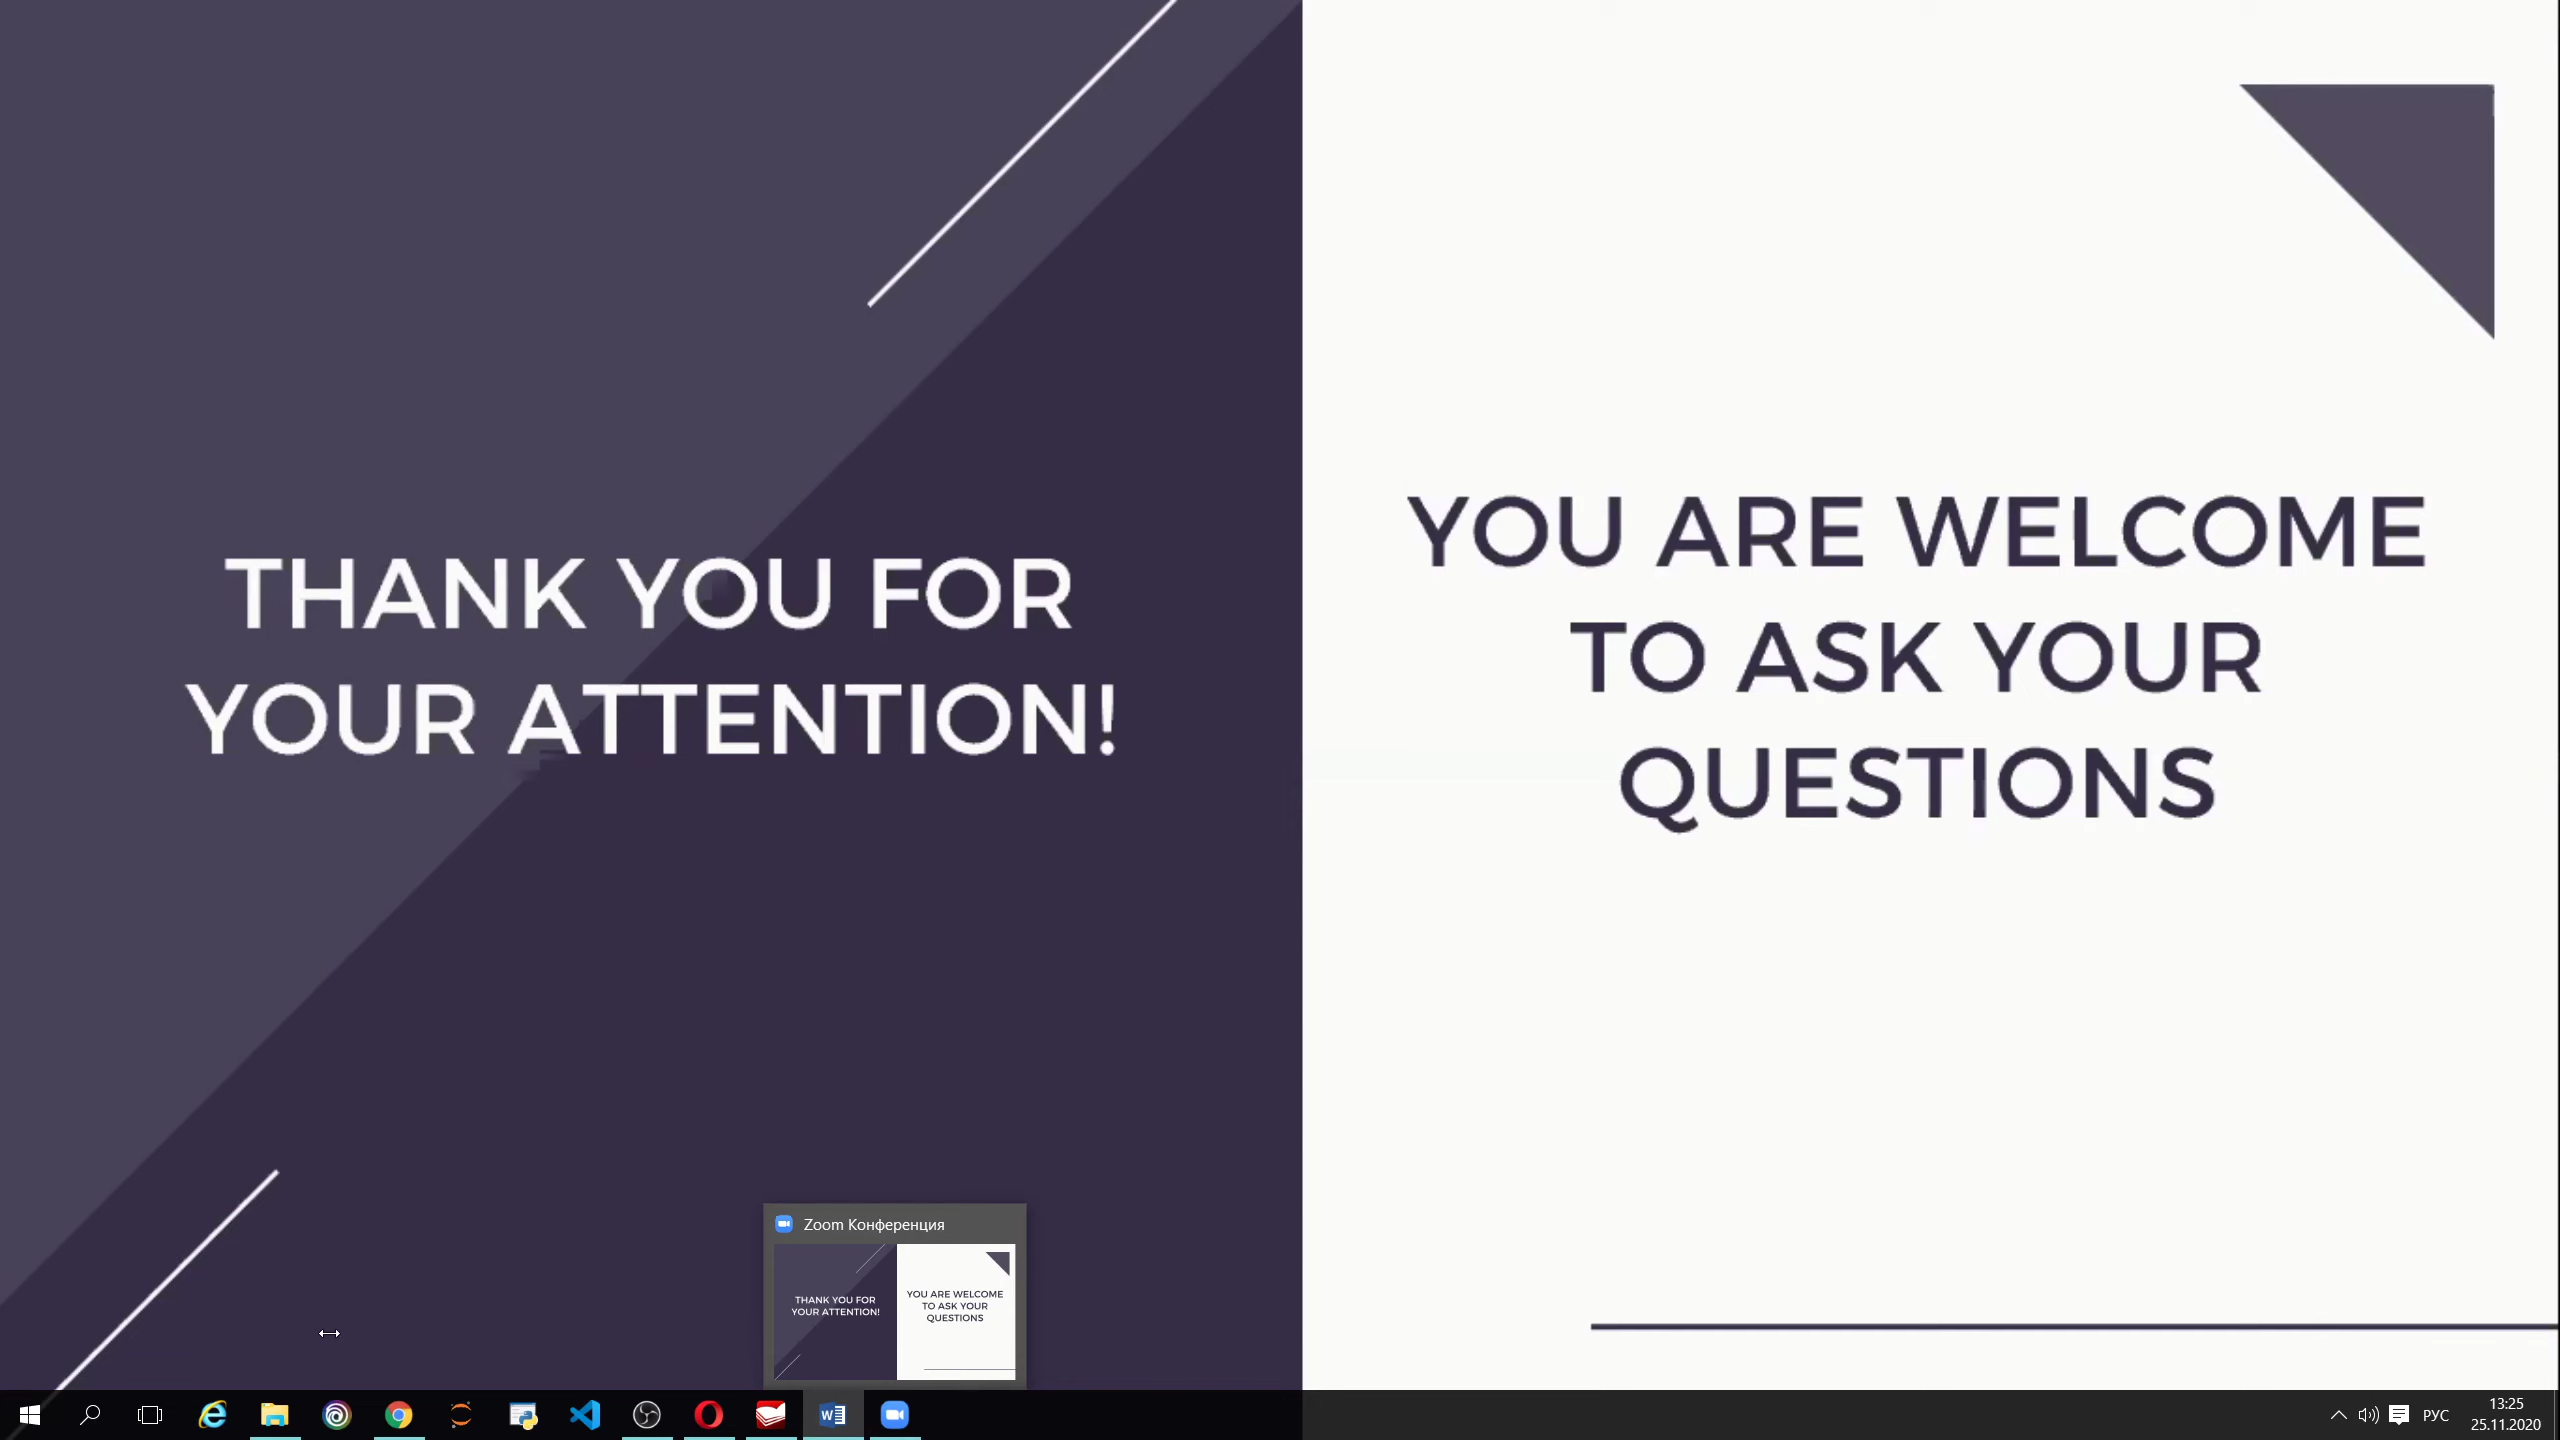 THANK YOU FOR
YOUR ATTENTION!
YOU ARE WELCOME
TO ASK YOUR
QUESTIONS
Zoom Конференция
THANK YOU FOR
YOUR ATTENTION!
YOU ARE WELCOME
TO ASK YOUR
QUESTIONS
РУС
13:25
25.11.2020